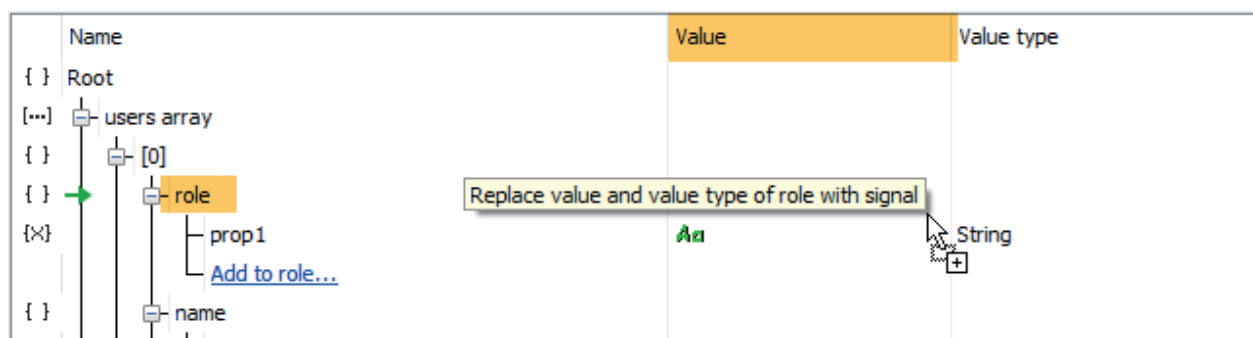 Name Value Value type
{ } Root
[...] users array
{ } [0]
{ } role Replace value and value type of role with signal
{x} prop1 Aa String
Add to role...
{ } name